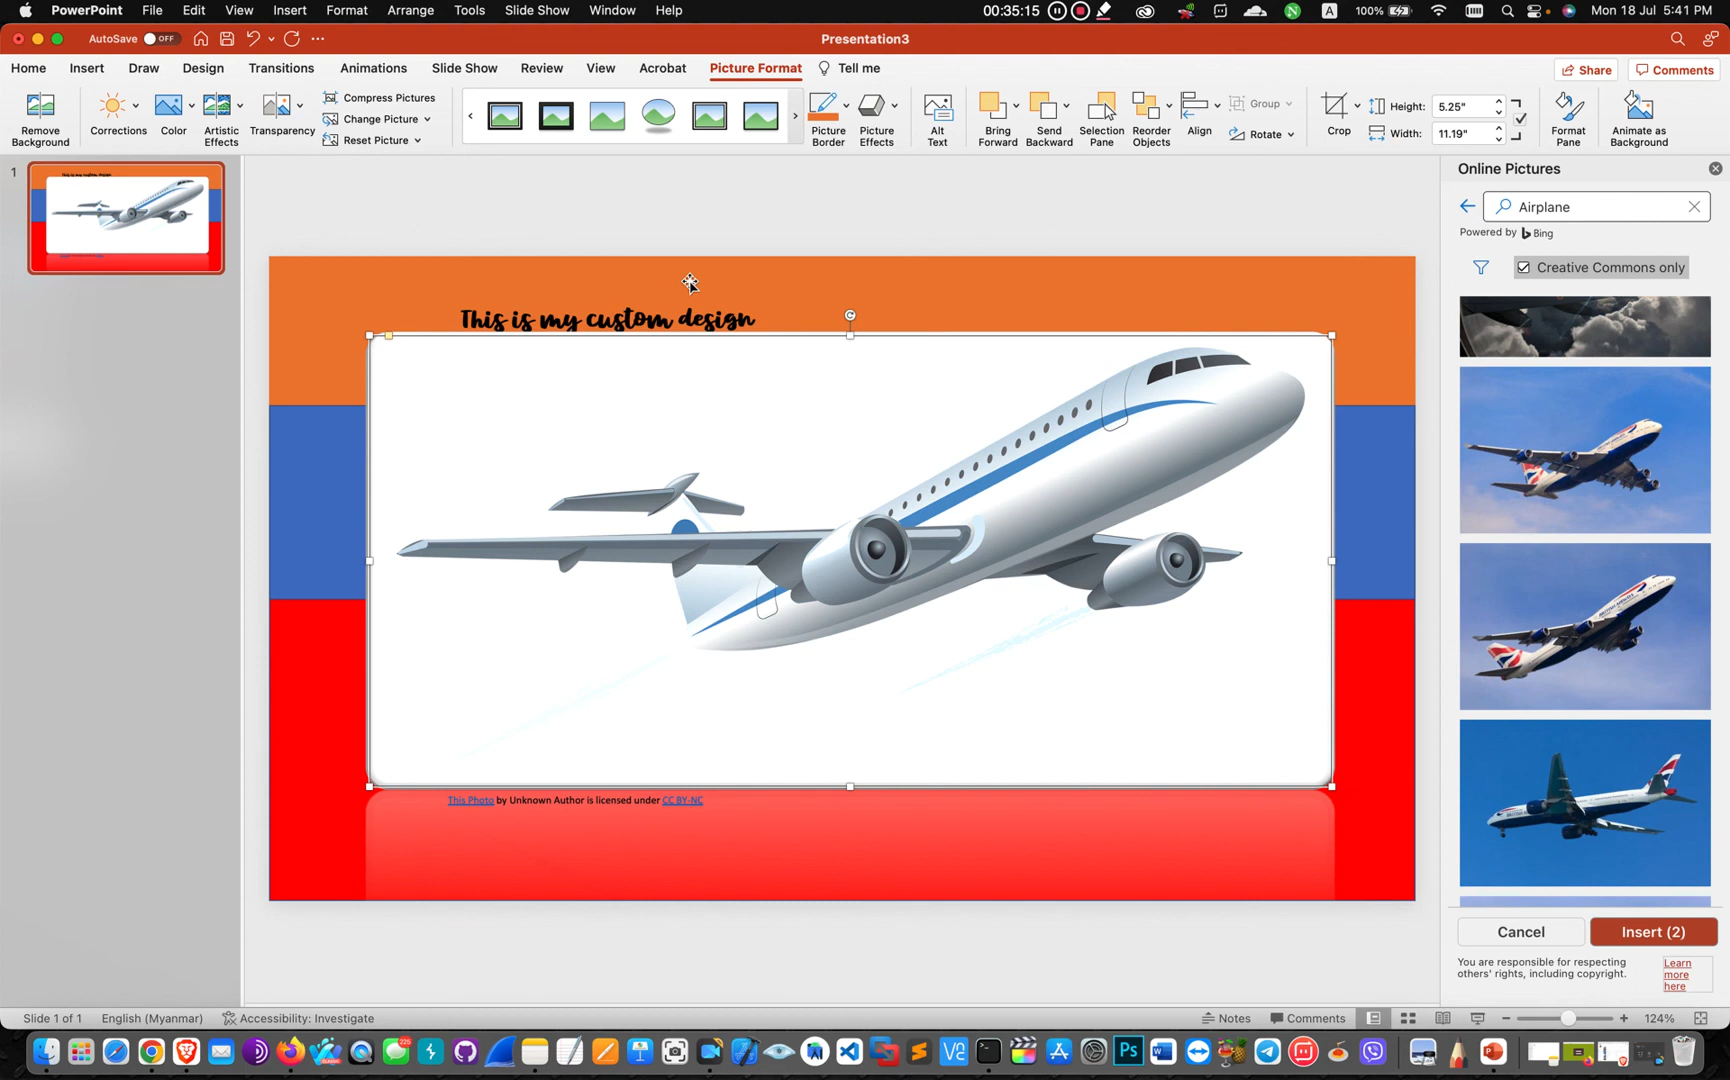 PowerPoint File Edit View Insert Format Arrange Tools Slide Show Window Help 00:35:15 100% Mon 18 Jul 5:41 PM
AutoSave OFF Presentation3
Home Insert Draw Design Transitions Animations Slide Show Review View Acrobat Picture Format Tell me Share Comments
Remove Background
Corrections
Color
Artistic Effects
Transparency
Compress Pictures
Change Picture
Reset Picture
Picture Border
Picture Effects
Alt Text
Bring Forward
Send Backward
Selection Pane
Reorder Objects
Align
Group
Rotate
Crop
Height: 5.25"
Width: 11.19"
Format Pane
Animate as Background
1
This is my custom design
This Photo by Unknown Author is licensed under CC BY-NC
Online Pictures
Airplane
Powered by Bing
Creative Commons only
Cancel Insert (2)
You are responsible for respecting others' rights, including copyright.
Learn more here
Slide 1 of 1 English (Myanmar) Accessibility: Investigate Notes Comments 124%